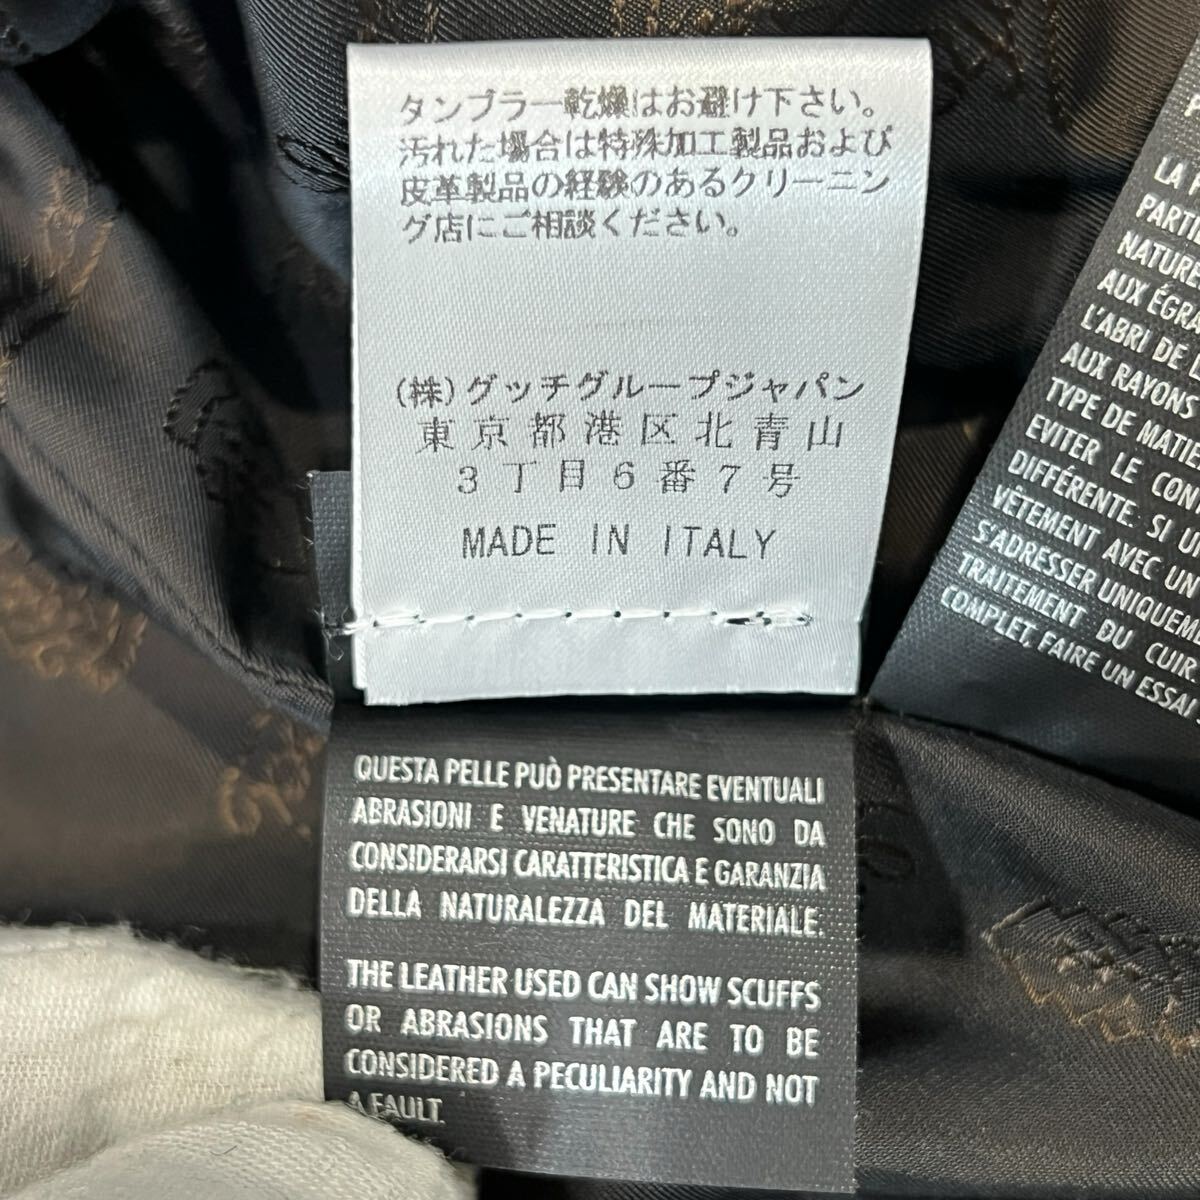 タンブラー乾燥はお避け下さい。
汚れた場合は特殊加工製品および
皮革製品の経験のあるクリーニン
グ店にご相談ください。
(株)グッチグループジャパン
東京都港区北青山
3丁目6番7号
MADE IN ITALY
QUESTA PELLE PUÒ PRESENTARE EVENTUALI
ABRASIONI E VENATURE CHE SONO DA
CONSIDERARSI CARATTERISTICA E GARANZIA
DELLA NATURALEZZA DEL MATERIALE.
THE LEATHER USED CAN SHOW SCUFFS
OR ABRASIONS THAT ARE TO BE
CONSIDERED A PECULIARITY AND NOT
A FAULT.
LA
PARTI
NATURE
AUX ÉGRA
L'ABRI DE L
AUX RAYONS
TYPE DE MATIÈ
EVITER LE CON
DIFFÉRENTE. SI U
VÊTEMENT AVEC UN
S'ADRESSER UNIQUEM
TRAITEMENT DU CUIR
COMPLET, FAIRE UN ESSAI